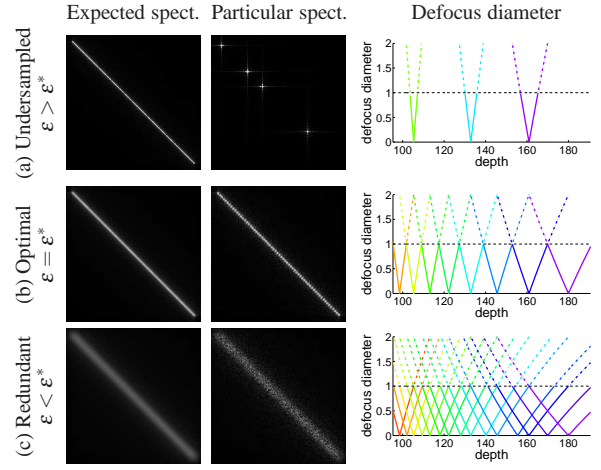 Expected spect. Particular spect. Defocus diameter
(a) Undersampled
ε > ε*
defocus diameter
2
1.5
1
0.5
0
100 120 140 160 180
depth
(b) Optimal
ε = ε*
defocus diameter
2
1.5
1
0.5
0
100 120 140 160 180
depth
(c) Redundant
ε < ε*
defocus diameter
2
1.5
1
0.5
0
100 120 140 160 180
depth